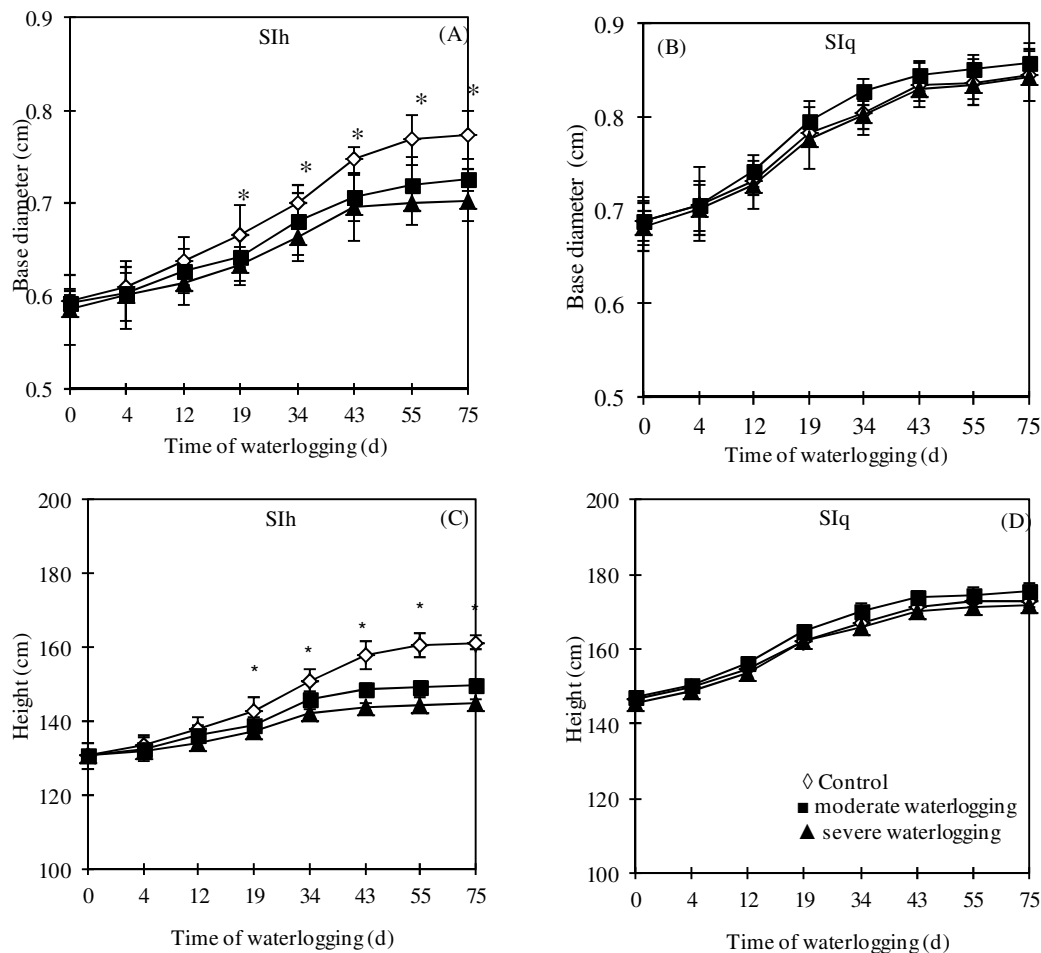 SIh
(A)
Base diameter (cm)
0.9
0.8
0.7
0.6
0.5
* * * * *
0 4 12 19 34 43 55 75
Time of waterlogging (d)
SIq
(B)
Base diameter (cm)
0.9
0.8
0.7
0.6
0.5
0 4 12 19 34 43 55 75
Time of waterlogging (d)
SIh
(C)
Height (cm)
200
180
160
140
120
100
* * * * *
0 4 12 19 34 43 55 75
Time of waterlogging (d)
SIq
(D)
Height (cm)
200
180
160
140
120
100
Control
moderate waterlogging
severe waterlogging
0 4 12 19 34 43 55 75
Time of waterlogging (d)